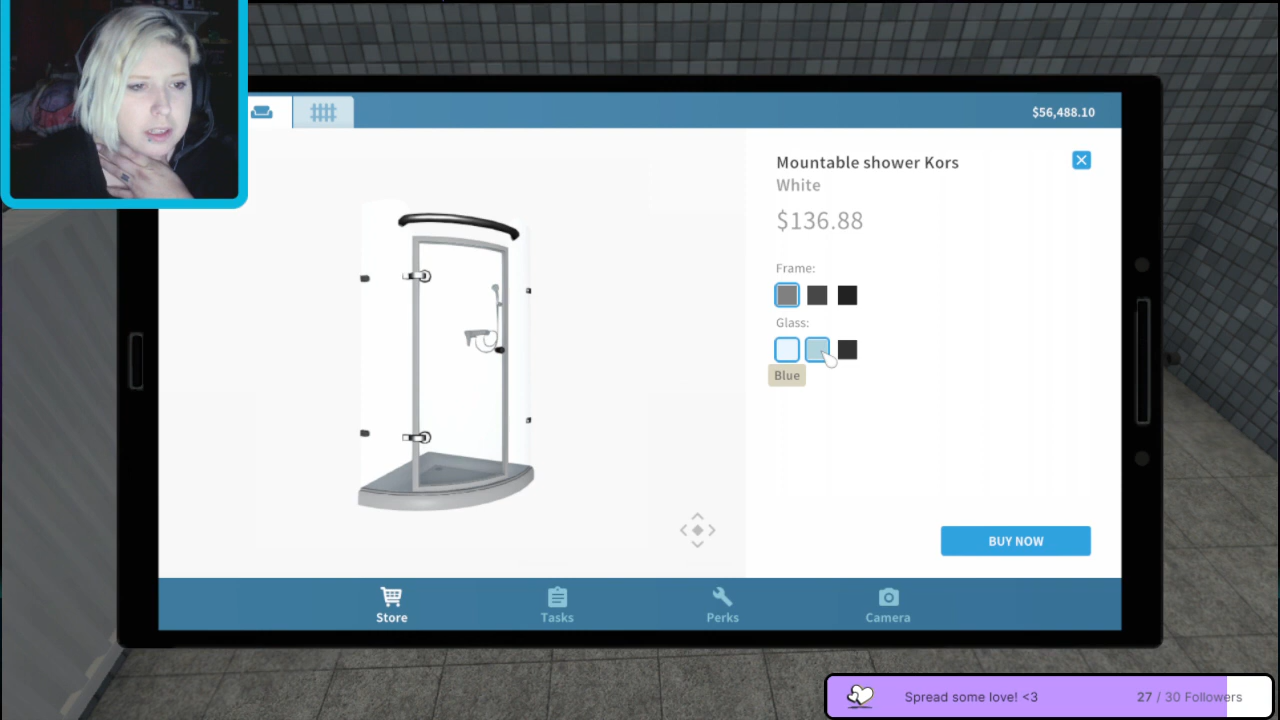 $56,488.10
Mountable shower Kors
White
$136.88
Frame:
Glass:
Blue
BUY NOW
Store
Tasks
Perks
Camera
Spread some love! <3
27 / 30 Followers